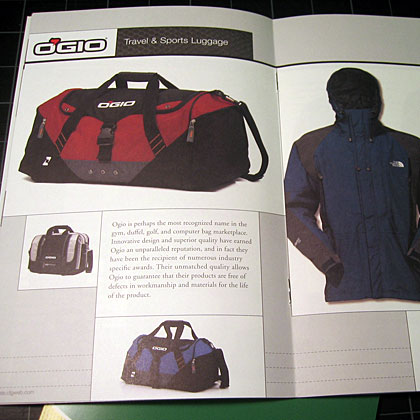 OGIO
Travel & Sports Luggage
OGIO
Ogio is perhaps the most recognized name in the
gym, duffel, golf, and computer bag marketplace.
Innovative design and superior quality have earned
Ogio an unparalleled reputation, and in fact they
have been the recipient of numerous industry
specific awards. Their unmatched quality allows
Ogio to guarantee that their products are free of
defects in workmanship and materials for the life
of the product.
OGIO